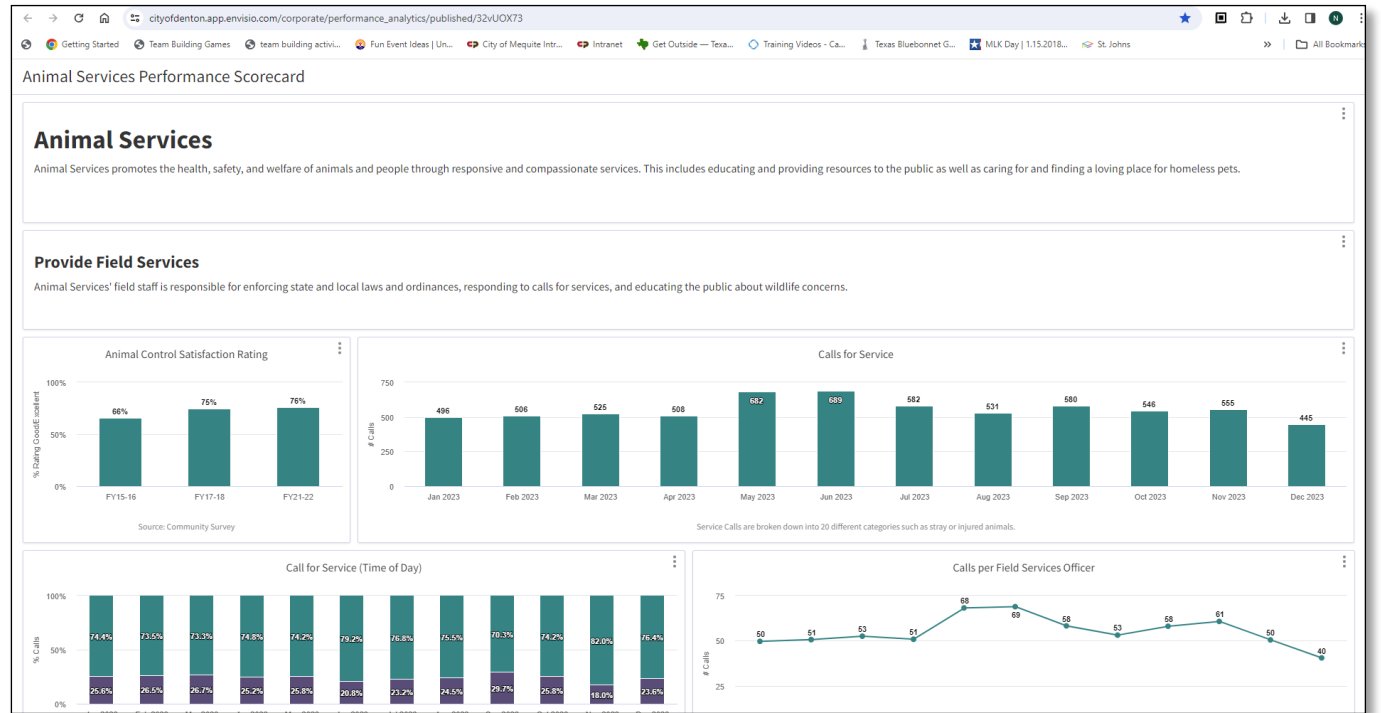 cityofdenton.app.envisio.com/corporate/performance_analytics/published/32vUOX73
N
Getting Started Team Building Games team building activi... Fun Event Ideas | Un... City of Mequite Intr... Intranet Get Outside — Texa... Training Videos - Ca... Texas Bluebonnet G... MLK Day | 1.15.2018... St. Johns » All Bookmarks
Animal Services Performance Scorecard
Animal Services
Animal Services promotes the health, safety, and welfare of animals and people through responsive and compassionate services. This includes educating and providing resources to the public as well as caring for and finding a loving place for homeless pets.
Provide Field Services
Animal Services' field staff is responsible for enforcing state and local laws and ordinances, responding to calls for services, and educating the public about wildlife concerns.
Animal Control Satisfaction Rating
% Rating Good/Excellent
100%
50%
0%
66% 75% 76%
FY15-16 FY17-18 FY21-22
Source: Community Survey
Calls for Service
# Calls
750
500
250
0
496 506 525 508 682 689 582 531 580 546 555 445
Jan 2023 Feb 2023 Mar 2023 Apr 2023 May 2023 Jun 2023 Jul 2023 Aug 2023 Sep 2023 Oct 2023 Nov 2023 Dec 2023
Service Calls are broken down into 20 different categories such as stray or injured animals.
Call for Service (Time of Day)
% Calls
100%
50%
0%
74.4% 73.5% 73.3% 74.8% 74.2% 79.2% 76.8% 75.5% 70.3% 74.2% 82.0% 76.4%
25.6% 26.5% 26.7% 25.2% 25.8% 20.8% 23.2% 24.5% 29.7% 25.8% 18.0% 23.6%
Calls per Field Services Officer
# Calls
75
50
25
50 51 53 51 68 69 58 53 58 61 50 40